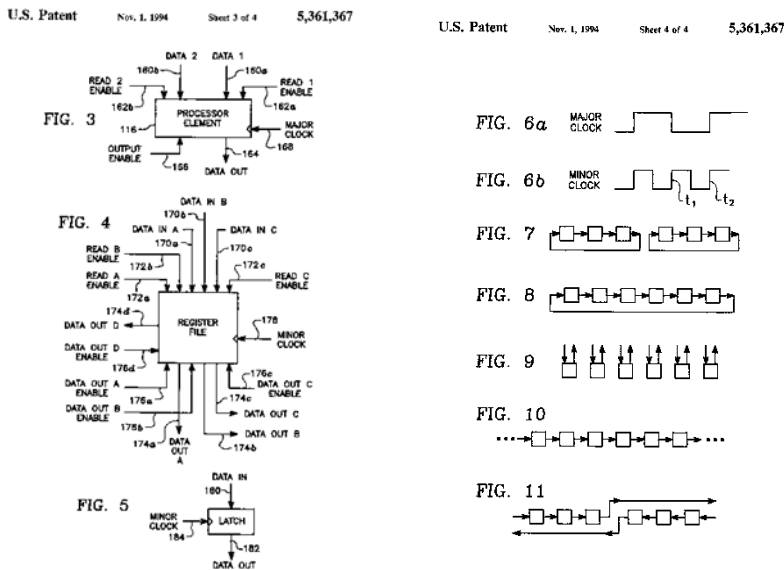 U.S. Patent Nov. 1, 1994 Sheet 3 of 4 5,361,367
DATA 2 DATA 1
160b 160a
READ 2 ENABLE
READ 1 ENABLE
162b 162a
FIG. 3
PROCESSOR ELEMENT
116
MAJOR CLOCK
168
OUTPUT ENABLE
166
164
DATA OUT
FIG. 4
DATA IN B
170b
DATA IN A DATA IN C
170a 170c
READ B ENABLE
172b
172c
READ A ENABLE
READ C ENABLE
172a
174d
REGISTER FILE
178
MINOR CLOCK
DATA OUT D
DATA OUT D ENABLE
176d
176c
DATA OUT A ENABLE
DATA OUT C ENABLE
176a
174c
DATA OUT B ENABLE
DATA OUT C
176b
174a
DATA OUT A
174b
DATA OUT B
FIG. 5
DATA IN
180
MINOR CLOCK
LATCH
184
182
DATA OUT
U.S. Patent Nov. 1, 1994 Sheet 4 of 4 5,361,367
FIG. 6a MAJOR CLOCK
FIG. 6b MINOR CLOCK
t1 t2
FIG. 7
FIG. 8
FIG. 9
FIG. 10
FIG. 11